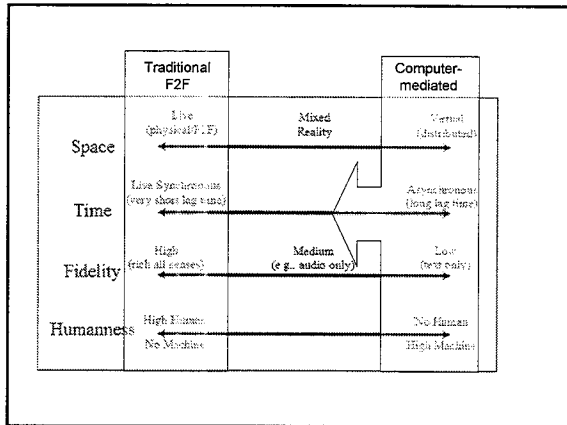 Traditional
F2F
Computer-
mediated
Live
(physical/F2F)
Mixed
Reality
Virtual
(distributed)
Space
Live Synchronous
(very short lag time)
Asynchronous
(long lag time)
Time
High
(rich all senses)
Medium
(e.g., audio only)
Low
(text only)
Fidelity
High Human
No Machine
No Human
High Machine
Humanness